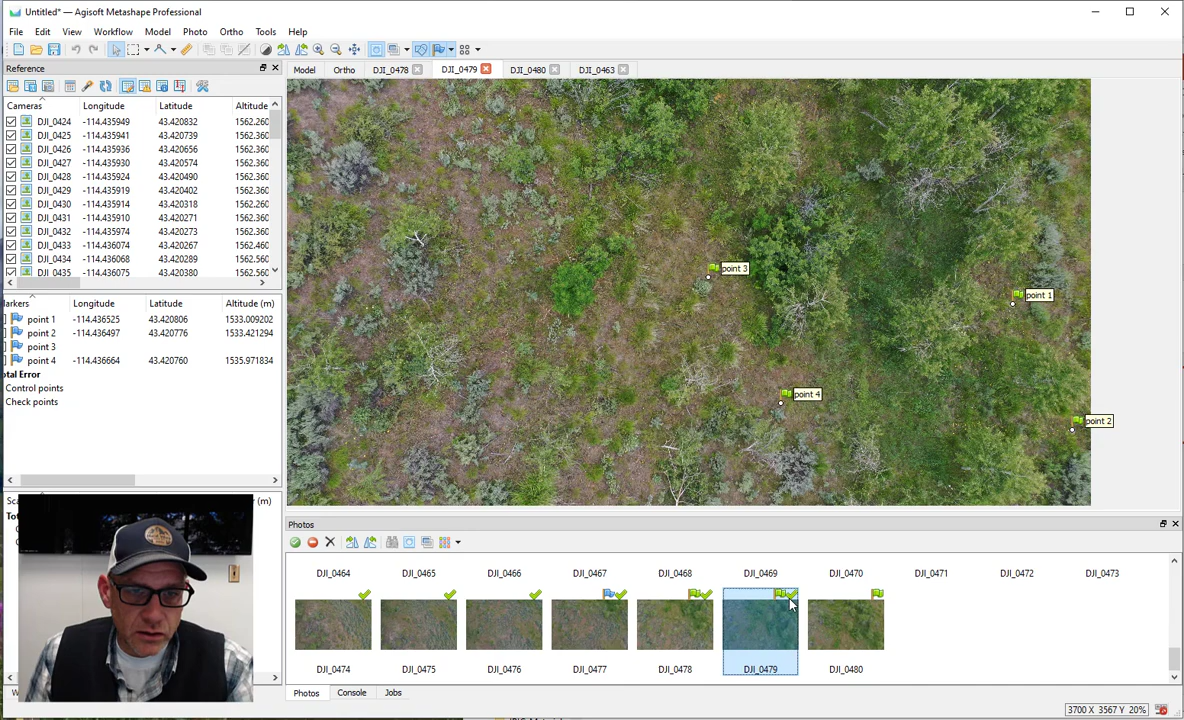 Untitled* — Agisoft Metashape Professional
File Edit View Workflow Model Photo Ortho Tools Help
Reference
Model Ortho DJI_0478 DJI_0479 DJI_0480 DJI_0463
Cameras Longitude Latitude Altitude
DJI_0424 -114.435949 43.420832 1562.260
DJI_0425 -114.435941 43.420739 1562.260
DJI_0426 -114.435936 43.420656 1562.260
DJI_0427 -114.435930 43.420574 1562.360
DJI_0428 -114.435924 43.420490 1562.360
DJI_0429 -114.435919 43.420402 1562.360
DJI_0430 -114.435914 43.420318 1562.360
DJI_0431 -114.435910 43.420271 1562.360
DJI_0432 -114.435974 43.420273 1562.360
DJI_0433 -114.436074 43.420267 1562.460
DJI_0434 -114.436068 43.420289 1562.560
DJI_0435 -114.436075 43.420380 1562.560
arkers Longitude Latitude Altitude (m)
point 1 -114.436525 43.420806 1533.009202
point 2 -114.436497 43.420776 1533.421294
point 3
point 4 -114.436664 43.420760 1535.971834
otal Error
Control points
Check points
point 3
point 1
point 4
point 2
Photos
DJI_0464 DJI_0465 DJI_0466 DJI_0467 DJI_0468 DJI_0469 DJI_0470 DJI_0471 DJI_0472 DJI_0473
DJI_0474 DJI_0475 DJI_0476 DJI_0477 DJI_0478 DJI_0479 DJI_0480
Photos Console Jobs
3700 X 3567 Y 20%